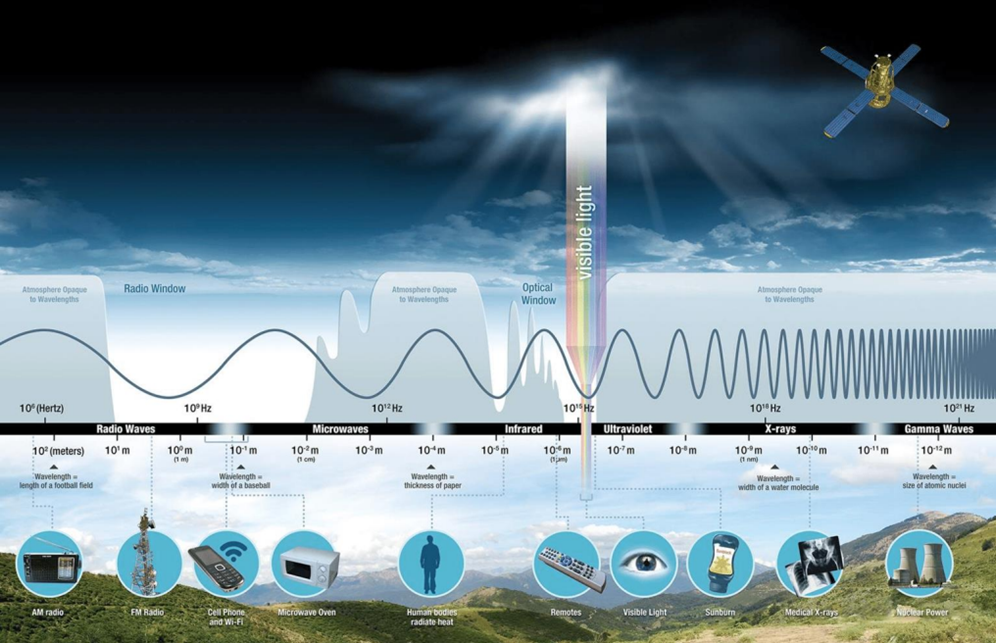 visible light
Atmosphere Opaque
to Wavelengths
Radio Window
Atmosphere Opaque
to Wavelengths
Optical
Window
Atmosphere Opaque
to Wavelengths
10⁶ (Hertz)
10⁹ Hz
10¹² Hz
10¹⁵ Hz
10¹⁸ Hz
10²¹ Hz
Radio Waves
Microwaves
Infrared
Ultraviolet
X-rays
Gamma Waves
10² (meters)
10¹ m
10⁰ m
(1 m)
10⁻¹ m
10⁻² m
(1 cm)
10⁻³ m
10⁻⁴ m
10⁻⁵ m
10⁻⁶ m
(1 µm)
10⁻⁷ m
10⁻⁸ m
10⁻⁹ m
(1 nm)
10⁻¹⁰ m
10⁻¹¹ m
10⁻¹² m
Wavelength =
length of a football field
Wavelength =
width of a baseball
Wavelength =
thickness of paper
Wavelength =
width of a water molecule
Wavelength =
size of atomic nuclei
AM radio
FM Radio
Cell Phone
and Wi-Fi
Microwave Oven
Human bodies
radiate heat
Remotes
Visible Light
Sunburn
Medical X-rays
Nuclear Power